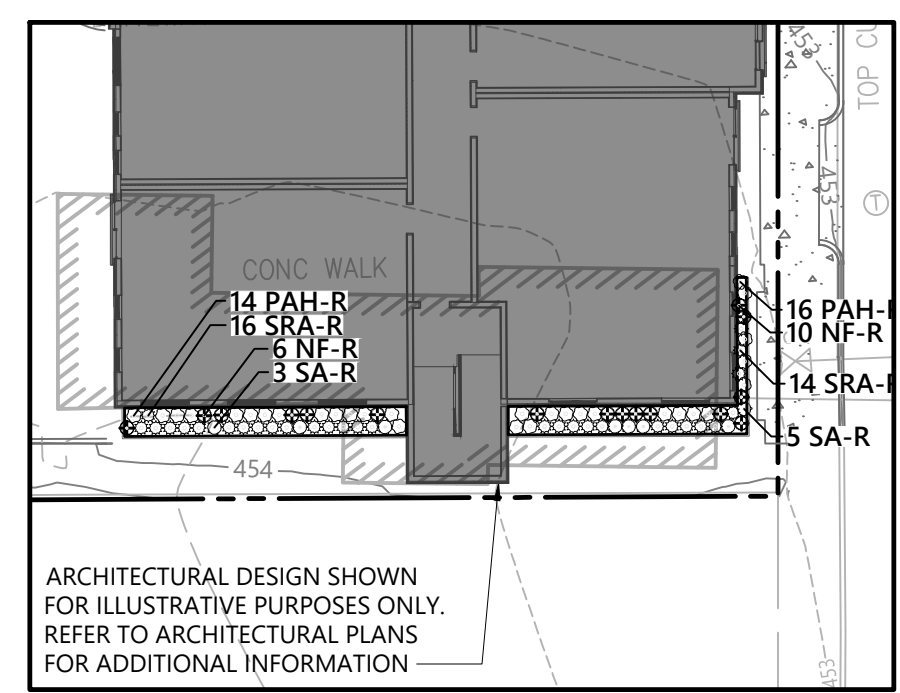 453
TOP
453
T
CONC WALK
14 PAH-R
16 SRA-R
6 NF-R
3 SA-R
16 PAH-
10 NF-R
14 SRA-
5 SA-R
454
ARCHITECTURAL DESIGN SHOWN
FOR ILLUSTRATIVE PURPOSES ONLY.
REFER TO ARCHITECTURAL PLANS
FOR ADDITIONAL INFORMATION
453